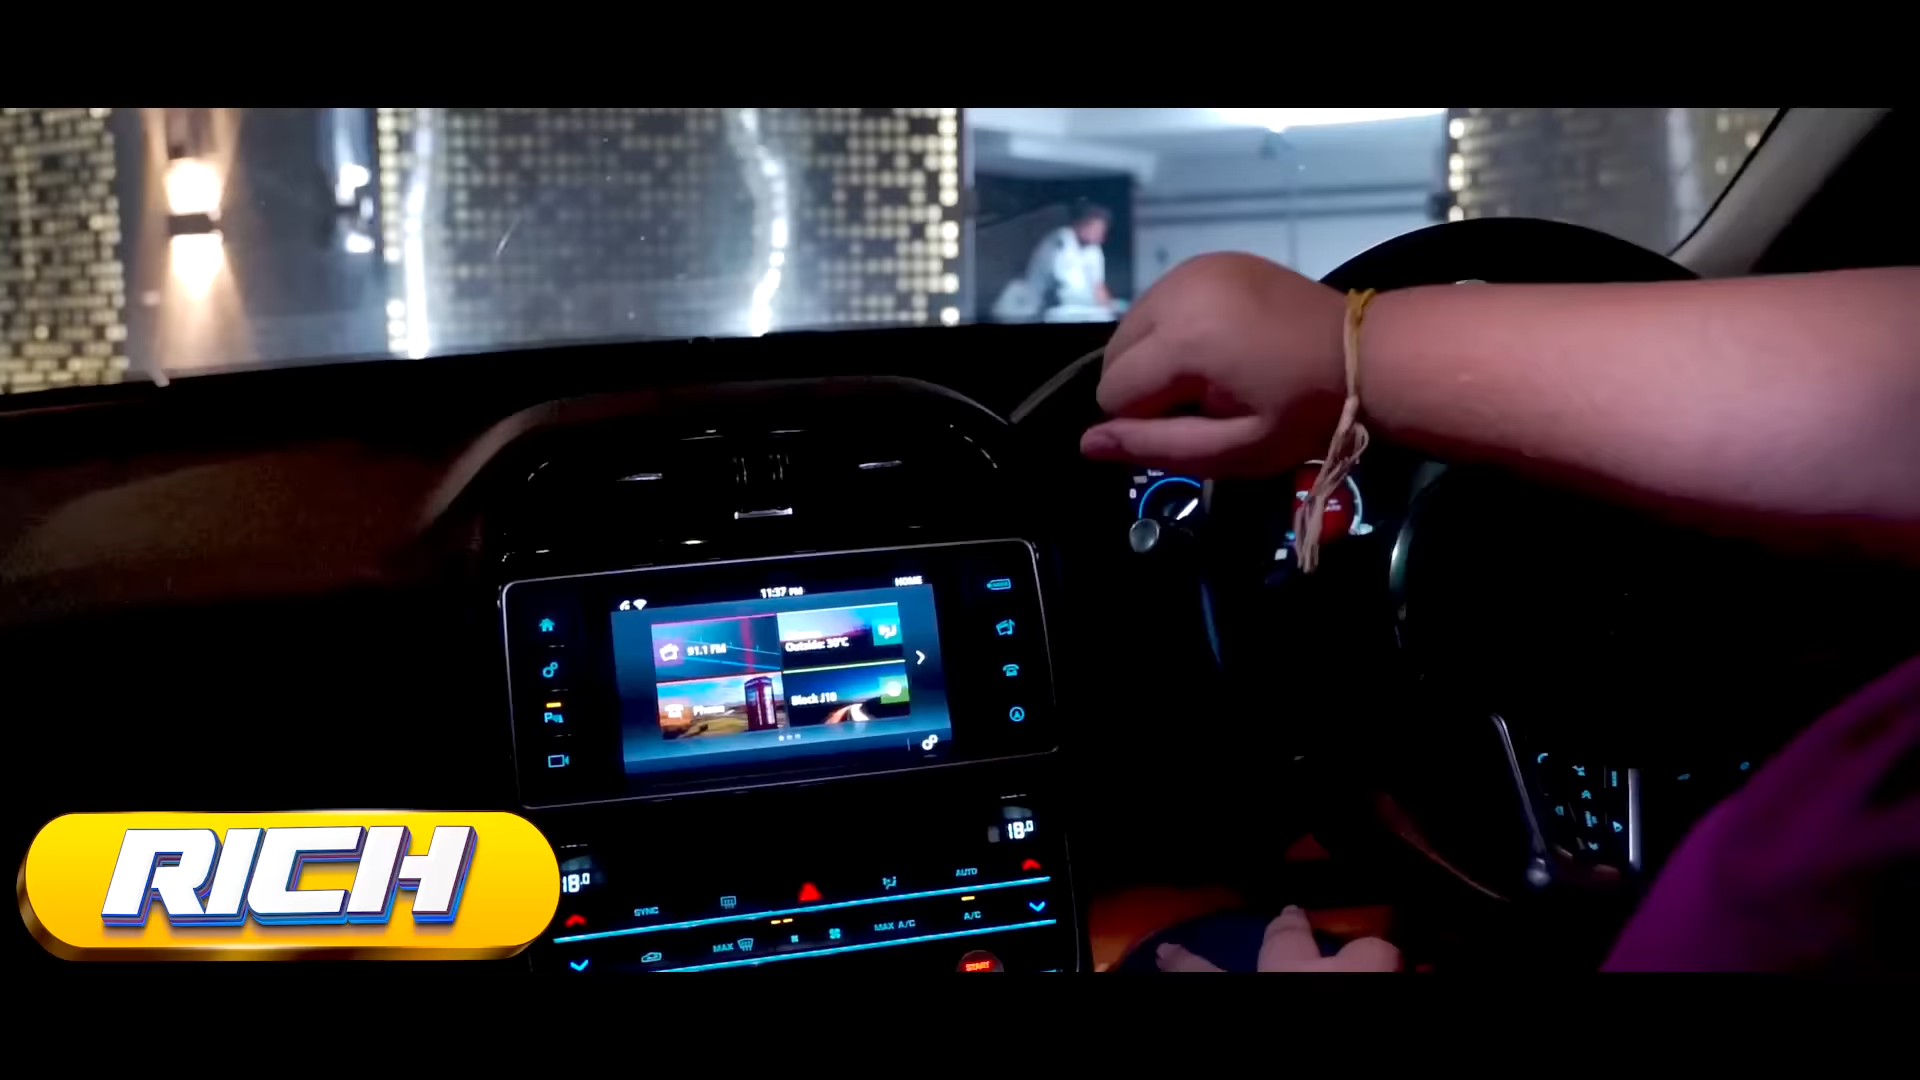 11:37 PM
HOME
91.1 FM
Outside: 30°C
Phone
Block J10
18.0
18.0
AUTO
SYNC
MAX
MAX A/C
A/C
START
RICH